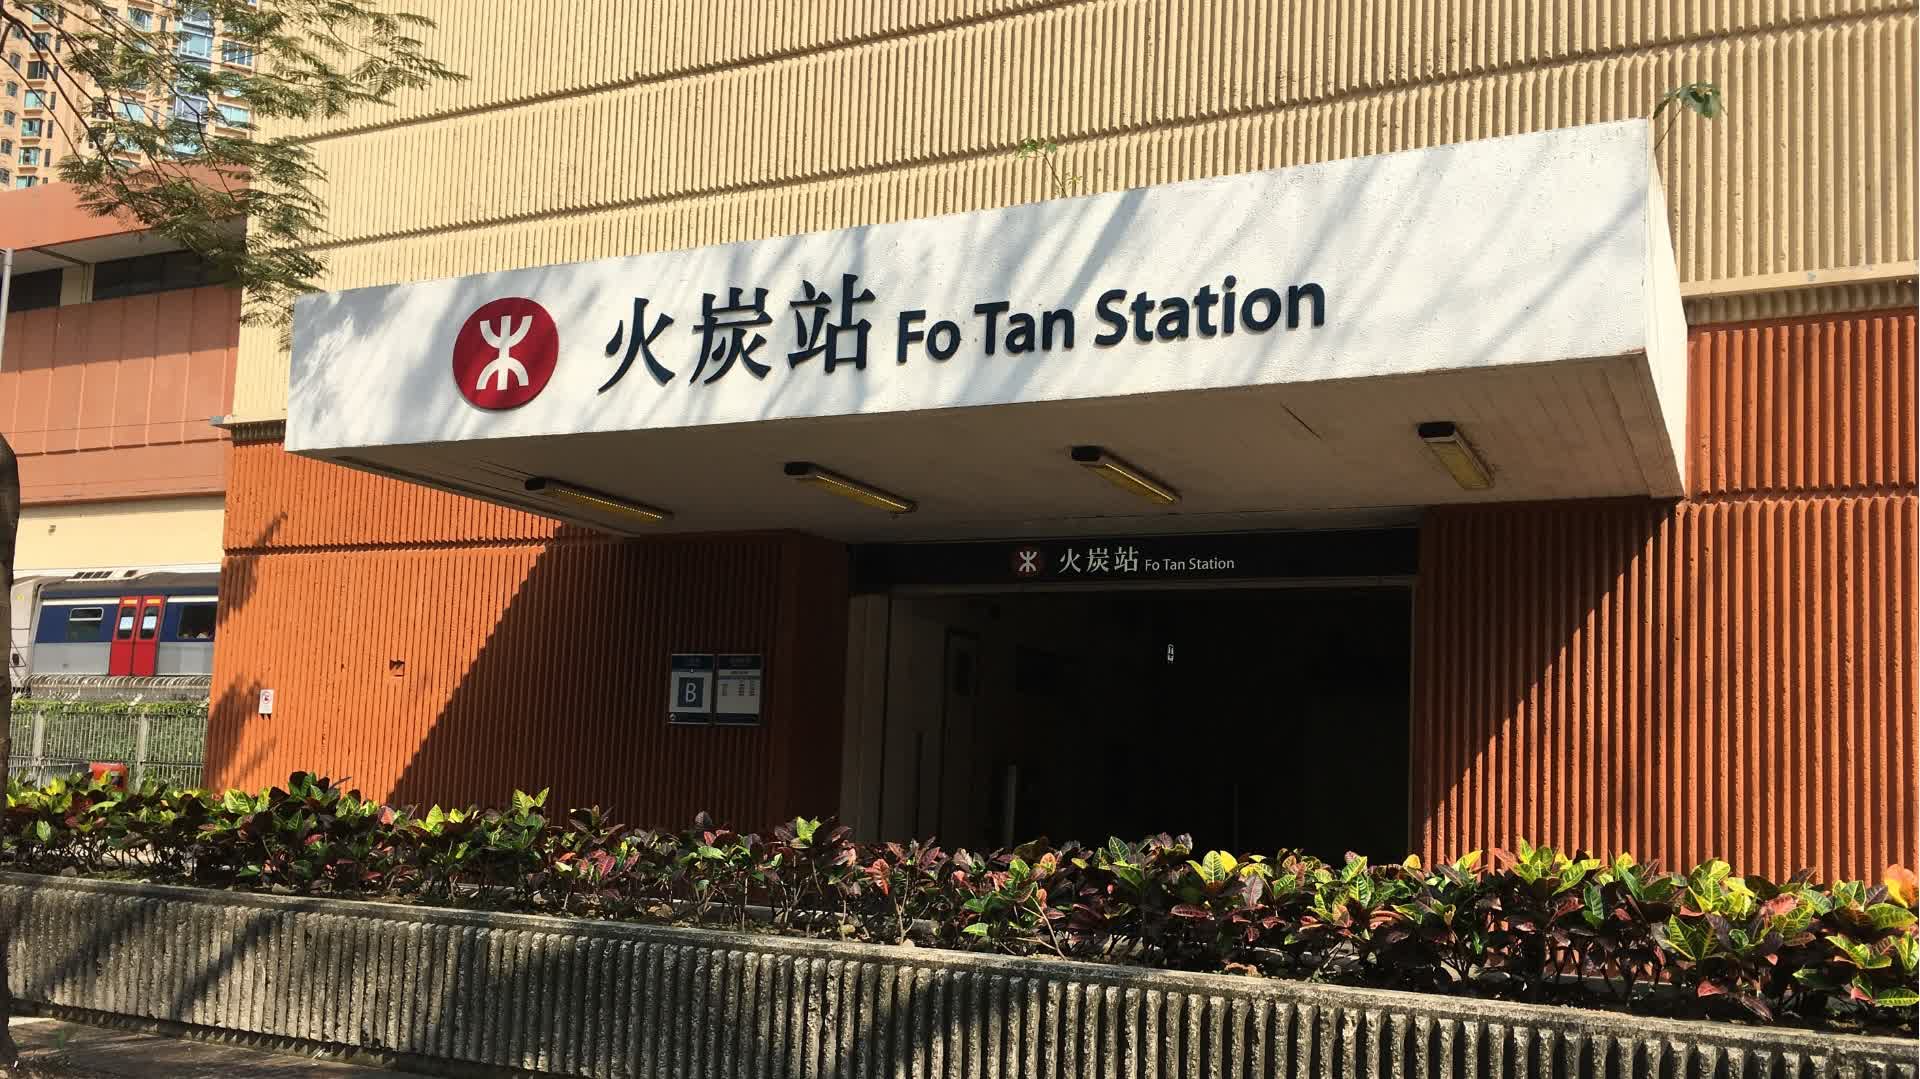 火炭站 Fo Tan Station
火炭站 Fo Tan Station
B